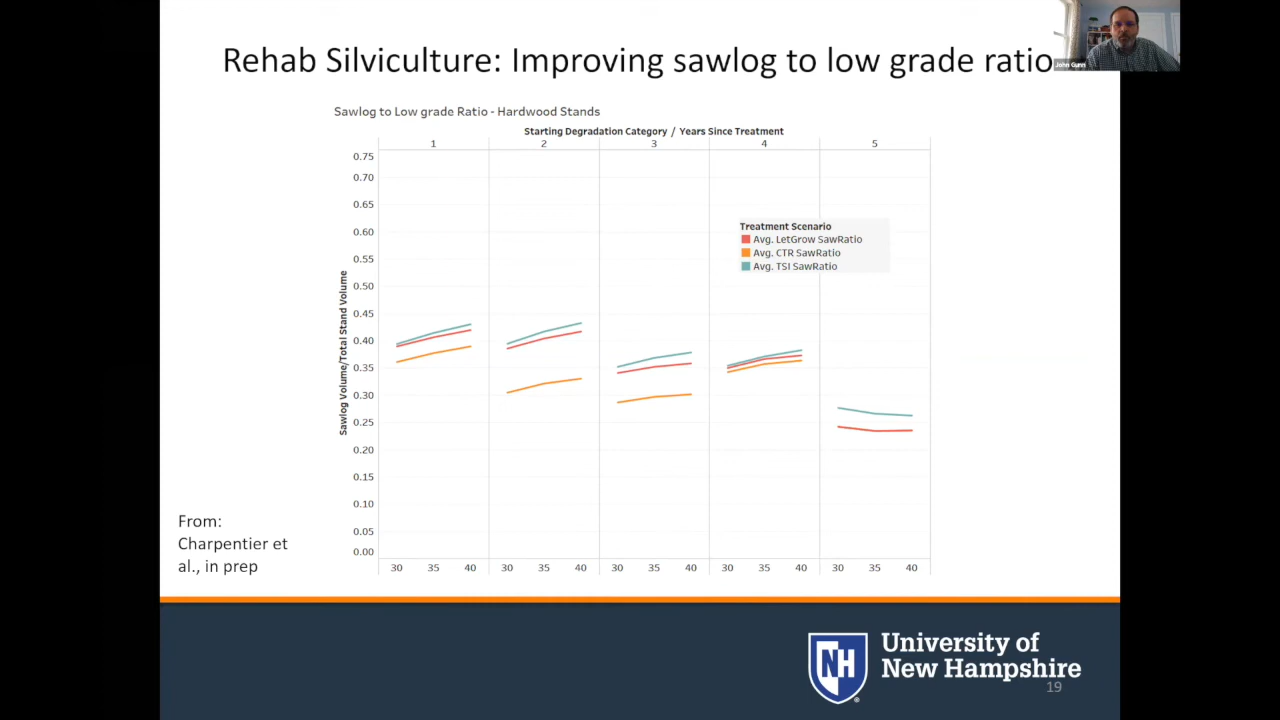 Rehab Silviculture: Improving sawlog to low grade ratio
John Gunn
Sawlog to Low grade Ratio - Hardwood Stands
Starting Degradation Category / Years Since Treatment
1 2 3 4 5
Sawlog Volume/Total Stand Volume
0.75
0.70
0.65
0.60
0.55
0.50
0.45
0.40
0.35
0.30
0.25
0.20
0.15
0.10
0.05
0.00
Treatment Scenario
Avg. LetGrow SawRatio
Avg. CTR SawRatio
Avg. TSI SawRatio
30 35 40 30 35 40 30 35 40 30 35 40 30 35 40
From:
Charpentier et
al., in prep
NH
University of
New Hampshire
®
19